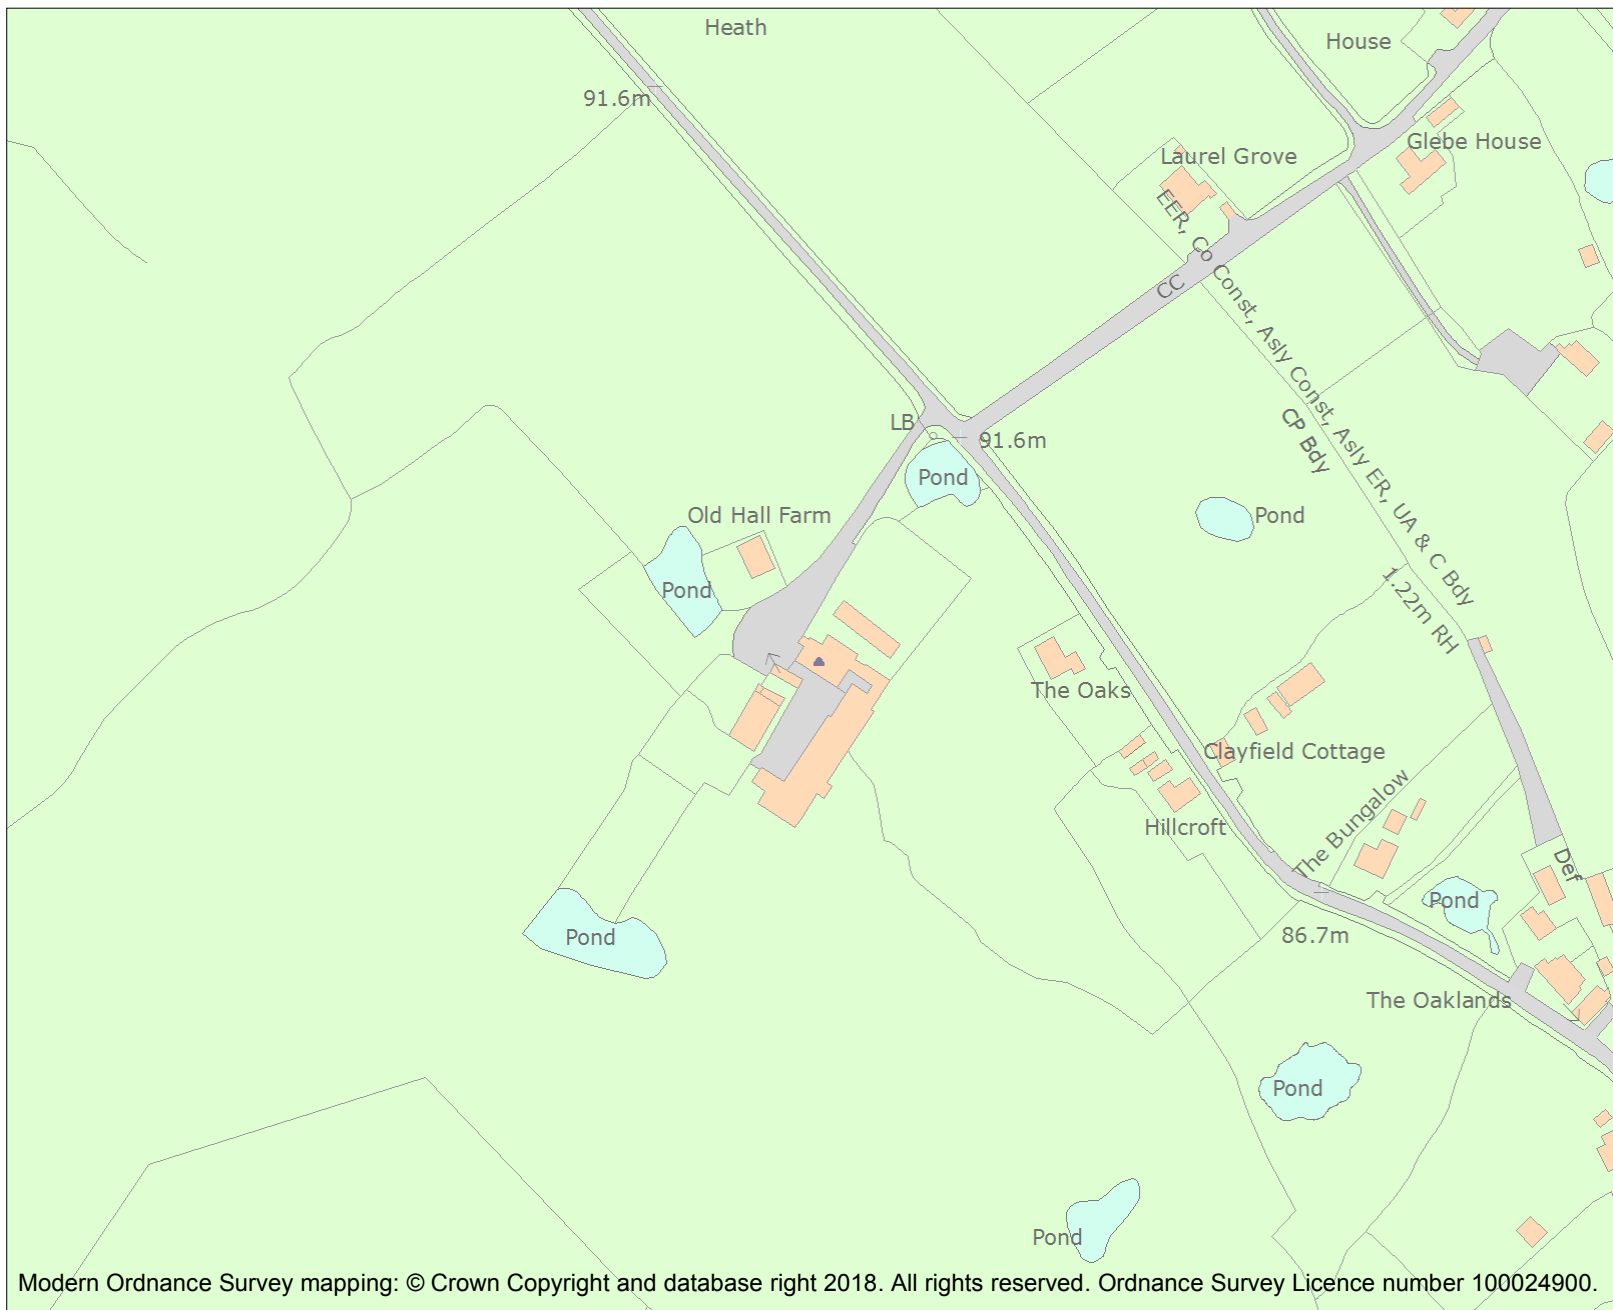 Heath
House
91.6m
Glebe House
Laurel Grove
EER, Co Const, Asly Const, Asly ER, UA & C Bdy
CC
LB
91.6m
CP Bdy
Pond
Old Hall Farm
Pond
Pond
1.22m RH
The Oaks
Clayfield Cottage
The Bungalow
Hillcroft
Def
Pond
Pond
86.7m
The Oaklands
Pond
Pond
Modern Ordnance Survey mapping: © Crown Copyright and database right 2018. All rights reserved. Ordnance Survey Licence number 100024900.